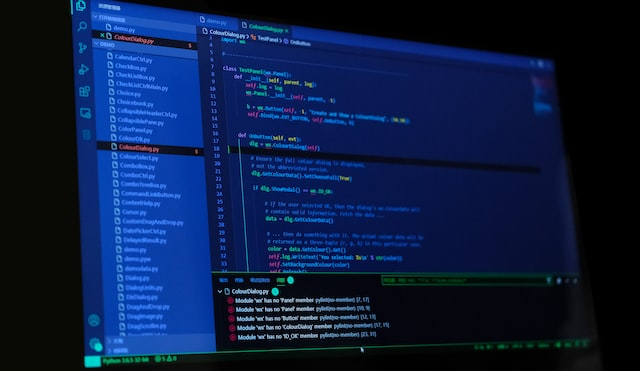 demo.py
ColourDialog.py
DEMO
CalendarCtrl.py
CheckBox.py
CheckListBox.py
CheckListCtrlMixin.py
Choice.py
Choicebook.py
CollapsibleHeaderCtrl.py
CollapsiblePane.py
ColorPanel.py
ColourDB.py
ColourDialog.py 5
ColourSelect.py
ComboBox.py
ComboCtrl.py
ComboTreeBox.py
CommandLinkButton.py
ContextHelp.py
Cursor.py
CustomDragAndDrop.py
DatePickerCtrl.py
DelayedResult.py
demo.py
demo.pyw
demodata.py
Dialog.py
DialogUnits.py
DirDialog.py
DragAndDrop.py
DragImage.py
DragScroller.py
Python 3.6.5 32-bit
demo.py ColourDialog.py
ColourDialog.py > TestPanel > OnButton
import wx
class TestPanel(wx.Panel):
def __init__(self, parent, log):
self.log = log
wx.Panel.__init__(self, parent, -1)
b = wx.Button(self, -1, "Create and Show a ColourDialog", (50,50))
self.Bind(wx.EVT_BUTTON, self.OnButton, b)
def OnButton(self, evt):
dlg = wx.ColourDialog(self)
# Ensure the full colour dialog is displayed,
# not the abbreviated version.
dlg.GetColourData().SetChooseFull(True)
if dlg.ShowModal() == wx.ID_OK:
# If the user selected OK, then the dialog's wx.ColourData will
# contain valid information. Fetch the data ...
data = dlg.GetColourData()
# ... then do something with it. The actual colour data will be
# returned as a three-tuple (r, g, b) in this particular case.
color = data.GetColour().Get()
self.log.WriteText('You selected: %s\n' % str(color))
self.SetBackgroundColour(color)
self.Refresh()
ColourDialog.py 5
Module 'wx' has no 'Panel' member pylint(no-member) [7, 17]
Module 'wx' has no 'Panel' member pylint(no-member) [10, 9]
Module 'wx' has no 'Button' member pylint(no-member) [12, 13]
Module 'wx' has no 'ColourDialog' member pylint(no-member) [17, 15]
Module 'wx' has no 'ID_OK' member pylint(no-member) [23, 31]